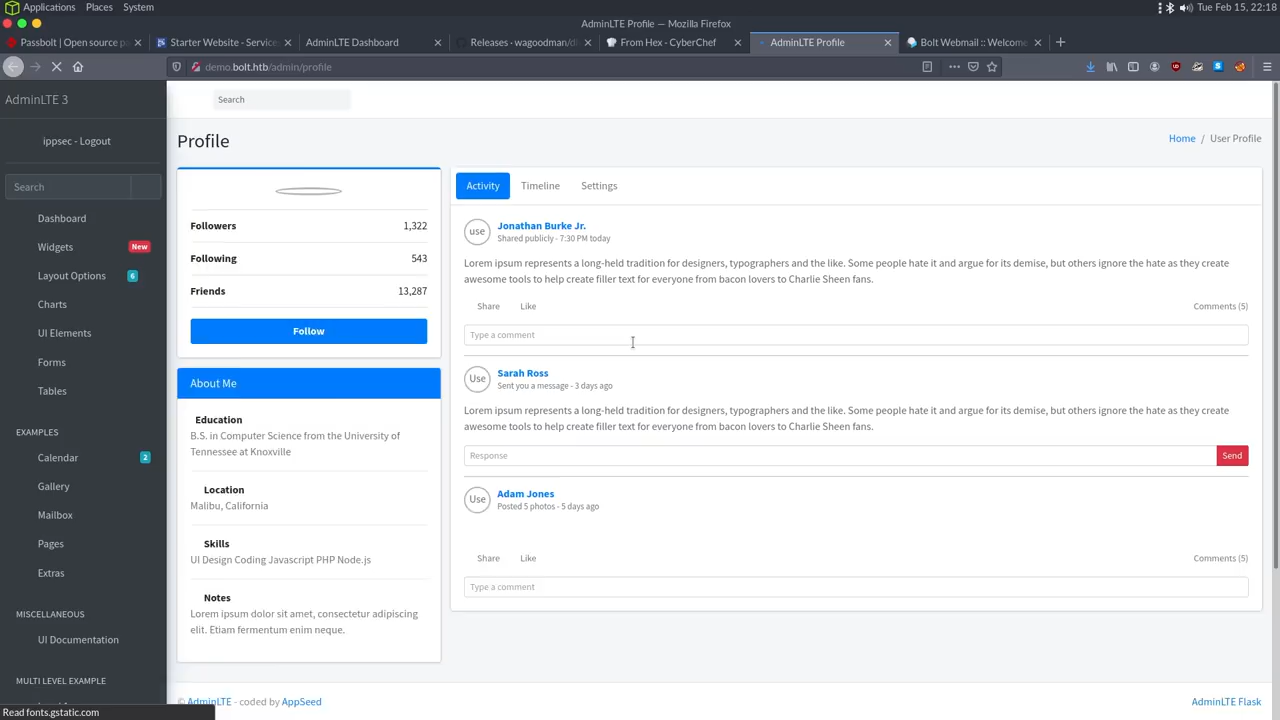 Applications Places System
Tue Feb 15, 22:18
AdminLTE Profile — Mozilla Firefox
Passbolt | Open source pa
Starter Website - Service
AdminLTE Dashboard
Releases · wagoodman/di
From Hex - CyberChef
AdminLTE Profile
Bolt Webmail :: Welcome
demo.bolt.htb/admin/profile
AdminLTE 3
Search
ippsec - Logout
Search
Dashboard
Widgets New
Layout Options 6
Charts
UI Elements
Forms
Tables
EXAMPLES
Calendar 2
Gallery
Mailbox
Pages
Extras
MISCELLANEOUS
UI Documentation
MULTI LEVEL EXAMPLE
Profile
Home / User Profile
Followers 1,322
Following 543
Friends 13,287
Follow
About Me
Education
B.S. in Computer Science from the University of
Tennessee at Knoxville
Location
Malibu, California
Skills
UI Design Coding Javascript PHP Node.js
Notes
Lorem ipsum dolor sit amet, consectetur adipiscing
elit. Etiam fermentum enim neque.
Activity Timeline Settings
use
Jonathan Burke Jr.
Shared publicly - 7:30 PM today
Lorem ipsum represents a long-held tradition for designers, typographers and the like. Some people hate it and argue for its demise, but others ignore the hate as they create
awesome tools to help create filler text for everyone from bacon lovers to Charlie Sheen fans.
Share Like Comments (5)
Type a comment
Use
Sarah Ross
Sent you a message - 3 days ago
Lorem ipsum represents a long-held tradition for designers, typographers and the like. Some people hate it and argue for its demise, but others ignore the hate as they create
awesome tools to help create filler text for everyone from bacon lovers to Charlie Sheen fans.
Response Send
Use
Adam Jones
Posted 5 photos - 5 days ago
Share Like Comments (5)
Type a comment
© AdminLTE - coded by AppSeed
AdminLTE Flask
Read fonts.gstatic.com